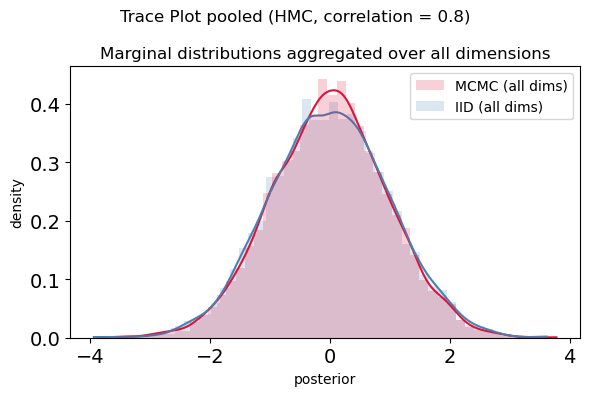 Trace Plot pooled (HMC, correlation = 0.8)
Marginal distributions aggregated over all dimensions
MCMC (all dims)
IID (all dims)
density
0.4
0.3
0.2
0.1
0.0
−4 −2 0 2 4
posterior